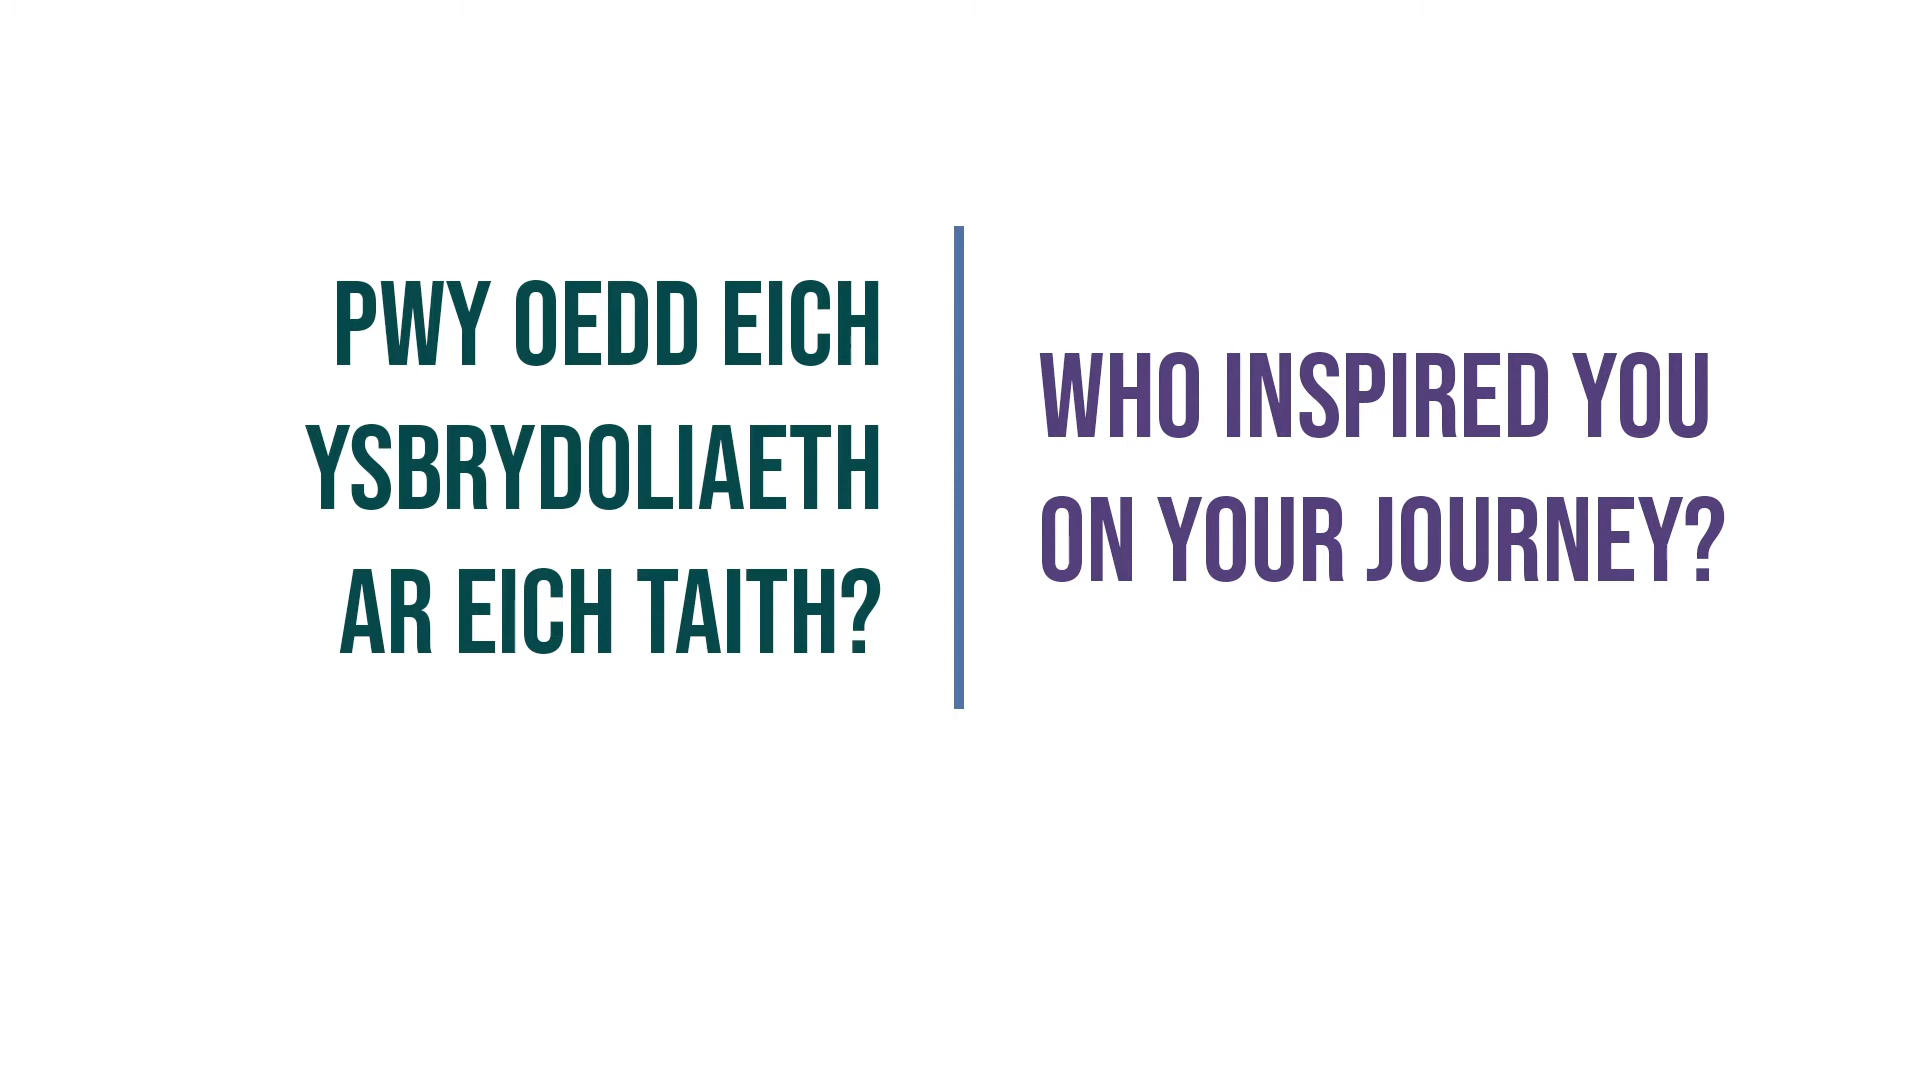 PWY OEDD EICH
YSBRYDOLIAETH
AR EICH TAITH?
WHO INSPIRED YOU
ON YOUR JOURNEY?